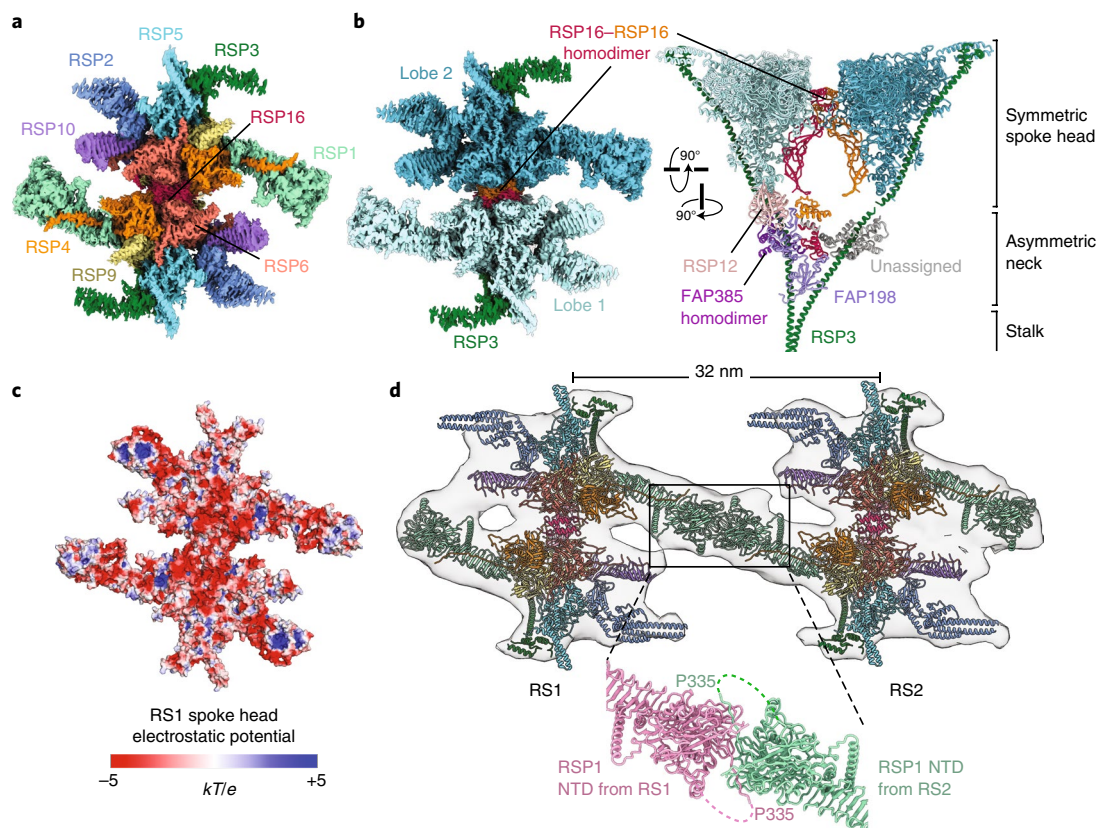 a
RSP5
RSP3
RSP2
RSP10
RSP16
RSP1
RSP4
RSP9
RSP6
b
RSP16–RSP16
homodimer
Lobe 2
Lobe 1
RSP3
90°
90°
RSP12
FAP385
homodimer
Unassigned
FAP198
RSP3
Symmetric
spoke head
Asymmetric
neck
Stalk
c
RS1 spoke head
electrostatic potential
–5
+5
kT/e
d
32 nm
RS1
RS2
P335
RSP1
NTD from RS1
RSP1 NTD
from RS2
P335